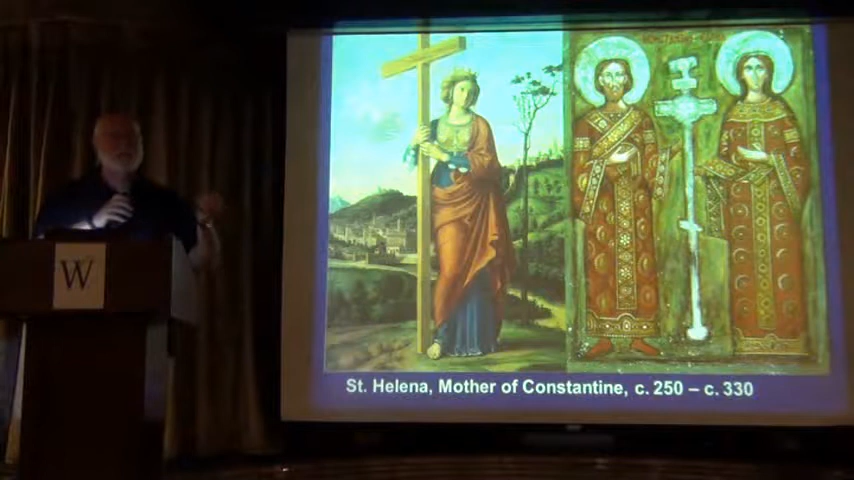 W
St. Helena, Mother of Constantine, c. 250 – c. 330